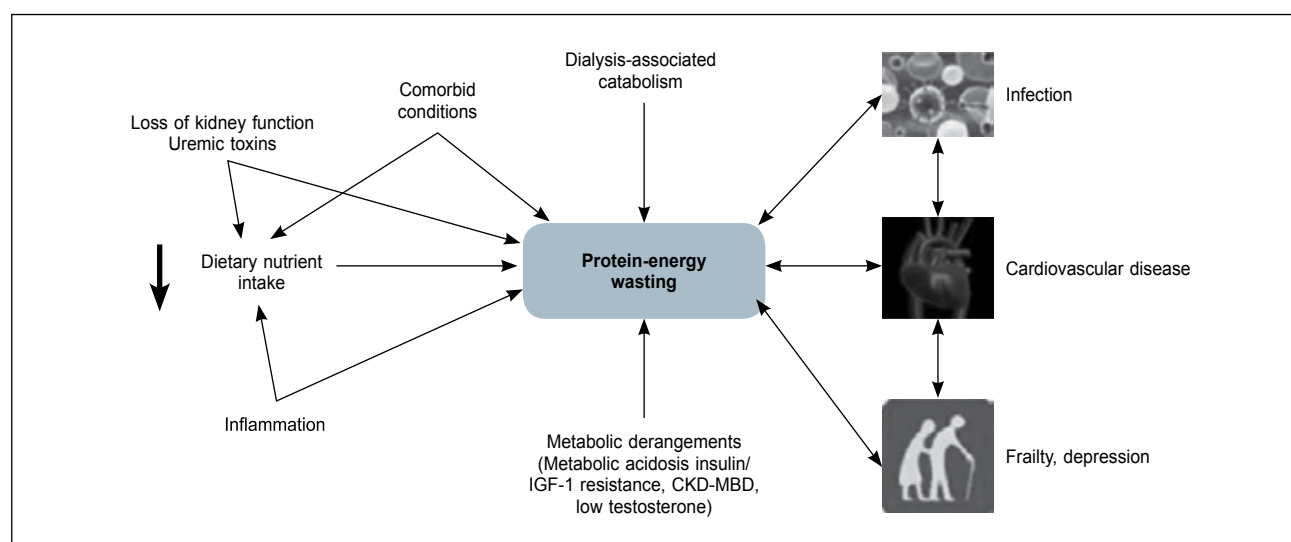 Dialysis-associated
catabolism
Comorbid
conditions
Loss of kidney function
Uremic toxins
Infection
Dietary nutrient
intake
Protein-energy
wasting
Cardiovascular disease
Inflammation
Metabolic derangements
(Metabolic acidosis insulin/
IGF-1 resistance, CKD-MBD,
low testosterone)
Frailty, depression